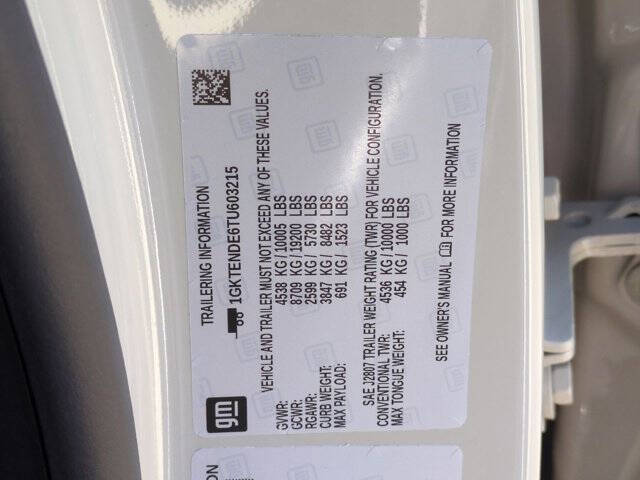 gm
TRAILERING INFORMATION
1GKTENDE6TU603215
VEHICLE AND TRAILER MUST NOT EXCEED ANY OF THESE VALUES.
GVWR: 4538 KG / 10005 LBS
GCWR: 8709 KG / 19200 LBS
RGAWR: 2599 KG / 5730 LBS
CURB WEIGHT: 3847 KG / 8482 LBS
MAX PAYLOAD: 691 KG / 1523 LBS
SAE J2807 TRAILER WEIGHT RATING (TWR) FOR VEHICLE CONFIGURATION.
CONVENTIONAL TWR: 4536 KG / 10000 LBS
MAX TONGUE WEIGHT: 454 KG / 1000 LBS
SEE OWNER'S MANUAL FOR MORE INFORMATION
ON